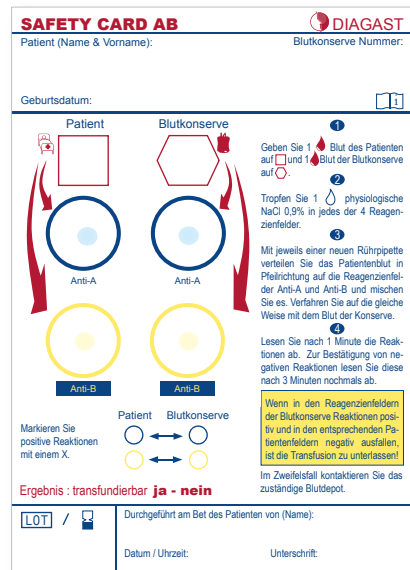 SAFETY CARD AB
DIAGAST
Patient (Name & Vorname):
Blutkonserve Nummer:
Geburtsdatum:
1
Patient
Blutkonserve
Anti-A
Anti-A
Anti-B
Anti-B
Markieren Sie
positive Reaktionen
mit einem X.
Patient
Blutkonserve
Ergebnis : transfundierbar ja - nein
1
Geben Sie 1 Blut des Patienten
auf und 1 Blut der Blutkonserve
auf .
2
Tropfen Sie 1 physiologische
NaCl 0,9% in jedes der 4 Reagen-
zienfelder.
3
Mit jeweils einer neuen Rührpipette
verteilen Sie das Patientenblut in
Pfeilrichtung auf die Reagenzienfel-
der Anti-A und Anti-B und mischen
Sie es. Verfahren Sie auf die gleiche
Weise mit dem Blut der Konserve.
4
Lesen Sie nach 1 Minute die Reak-
tionen ab. Zur Bestätigung von ne-
gativen Reaktionen lesen Sie diese
nach 3 Minuten nochmals ab.
Wenn in den Reagenzienfeldern
der Blutkonserve Reaktionen posi-
tiv und in den entsprechenden Pa-
tientenfeldern negativ ausfallen,
ist die Transfusion zu unterlassen!
Im Zweifelsfall kontaktieren Sie das
zuständige Blutdepot.
LOT /
Durchgeführt am Bet des Patienten von (Name):
Datum / Uhrzeit:
Unterschrift: